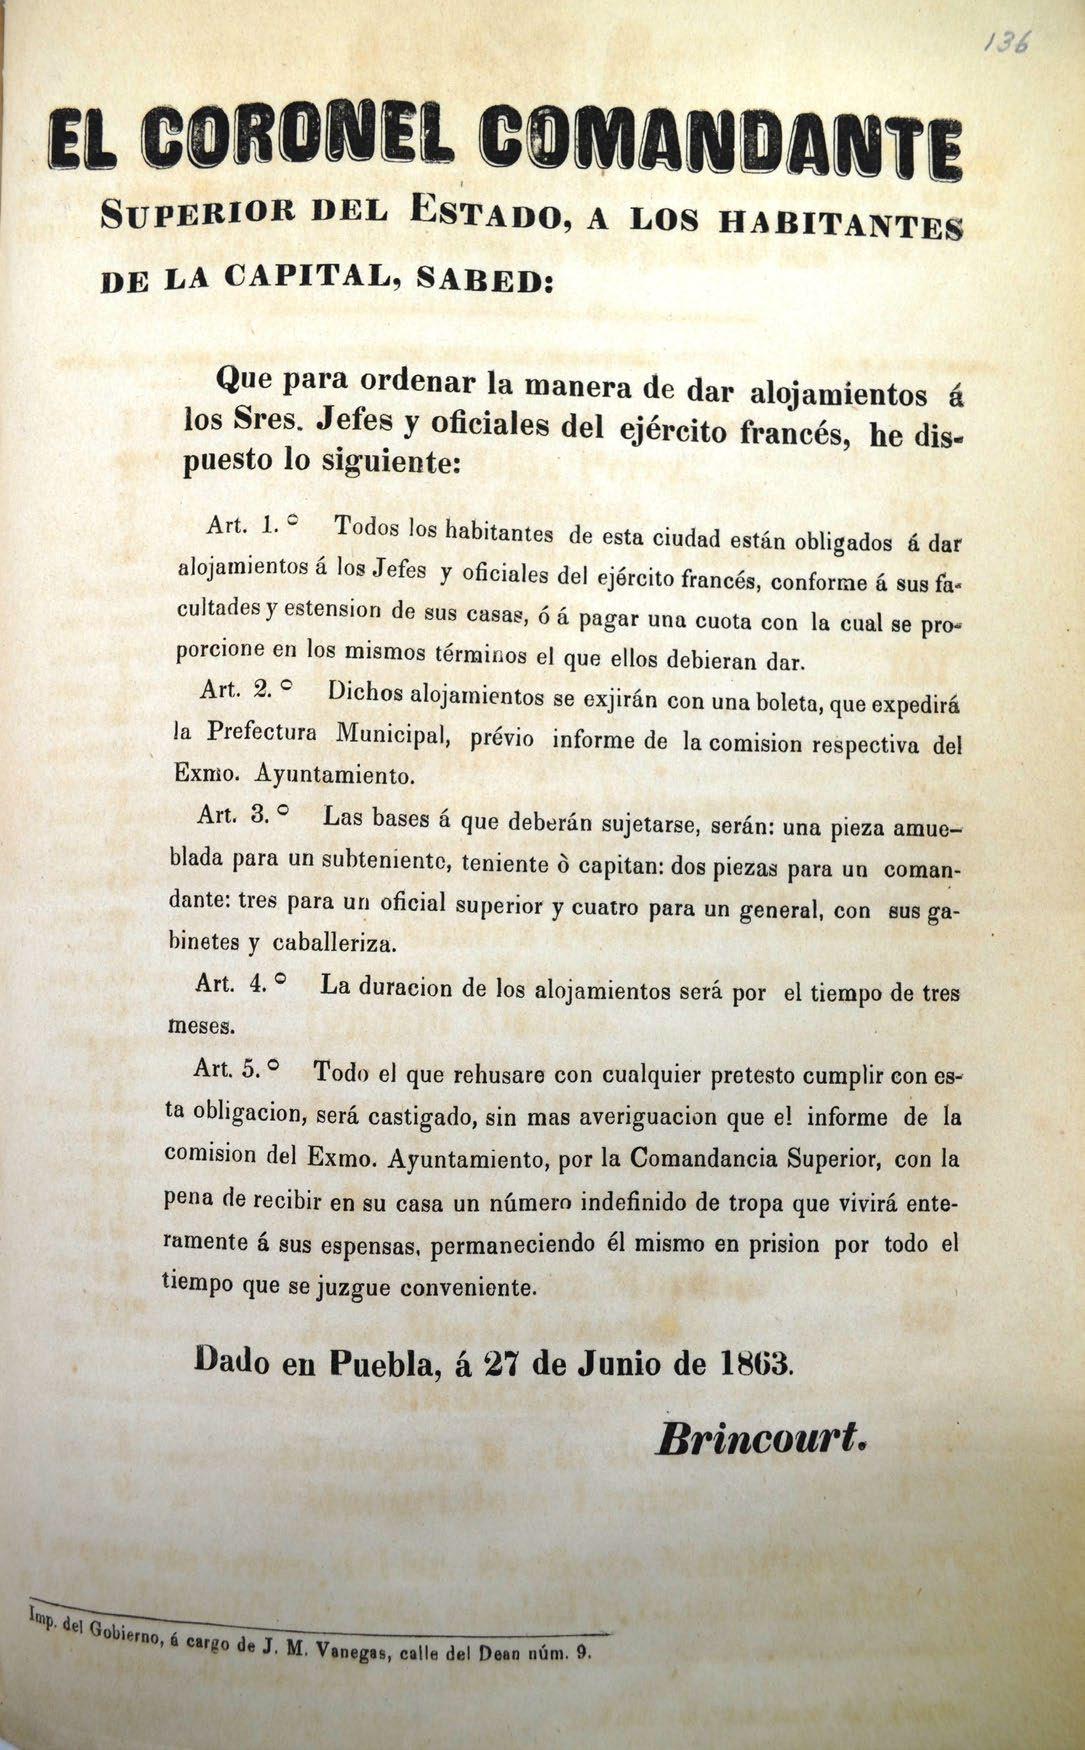 136
EL CORONEL COMANDANTE
SUPERIOR DEL ESTADO, A LOS HABITANTES
DE LA CAPITAL, SABED:
Que para ordenar la manera de dar alojamientos á
los Sres. Jefes y oficiales del ejército francés, he dis-
puesto lo siguiente:
Art. 1.º Todos los habitantes de esta ciudad están obligados á dar
alojamientos á los Jefes y oficiales del ejército francés, conforme á sus fa-
cultades y estension de sus casas, ó á pagar una cuota con la cual se pro-
porcione en los mismos términos el que ellos debieran dar.
Art. 2.º Dichos alojamientos se exjirán con una boleta, que expedirá
la Prefectura Municipal, prévio informe de la comision respectiva del
Exmo. Ayuntamiento.
Art. 3.º Las bases á que deberán sujetarse, serán: una pieza amue-
blada para un subteniente, teniente ò capitan: dos piezas para un coman-
dante: tres para un oficial superior y cuatro para un general, con sus ga-
binetes y caballeriza.
Art. 4.º La duracion de los alojamientos será por el tiempo de tres
meses.
Art. 5.º Todo el que rehusare con cualquier pretesto cumplir con es-
ta obligacion, será castigado, sin mas averiguacion que el informe de la
comision del Exmo. Ayuntamiento, por la Comandancia Superior, con la
pena de recibir en su casa un número indefinido de tropa que vivirá ente-
ramente á sus espensas, permaneciendo él mismo en prision por todo el
tiempo que se juzgue conveniente.
Dado en Puebla, á 27 de Junio de 1863.
Brincourt.
Imp. del Gobierno, á cargo de J. M. Vanegas, calle del Dean núm. 9.